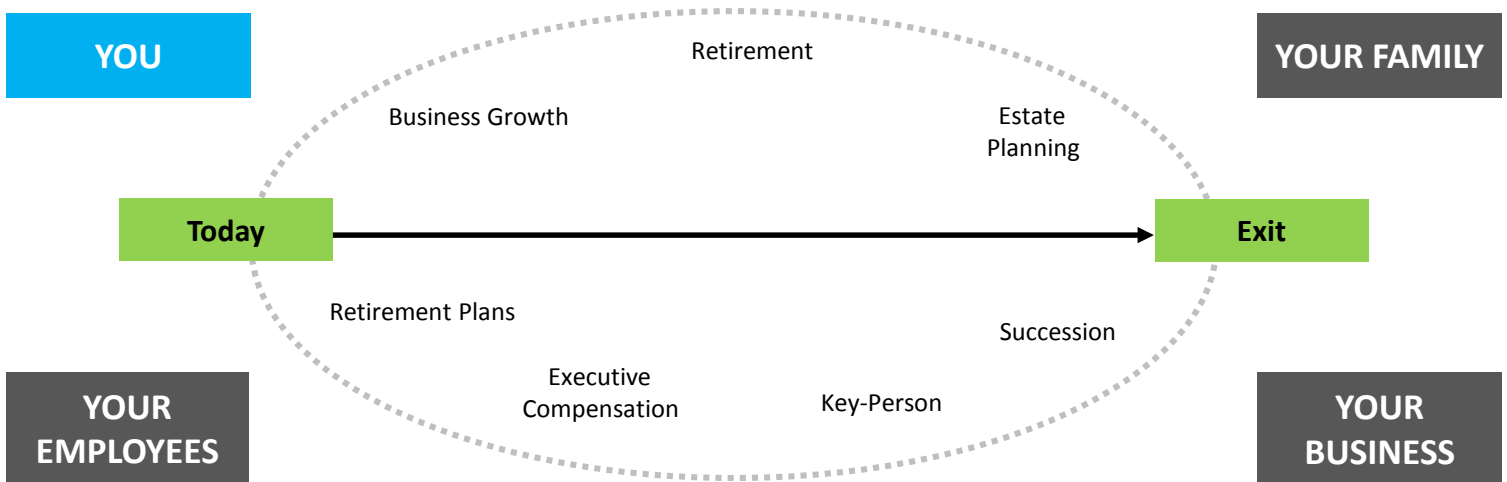 YOU
YOUR FAMILY
Retirement
Business Growth
Estate
Planning
Today
Exit
Retirement Plans
Succession
Executive
Compensation
Key-Person
YOUR
EMPLOYEES
YOUR
BUSINESS